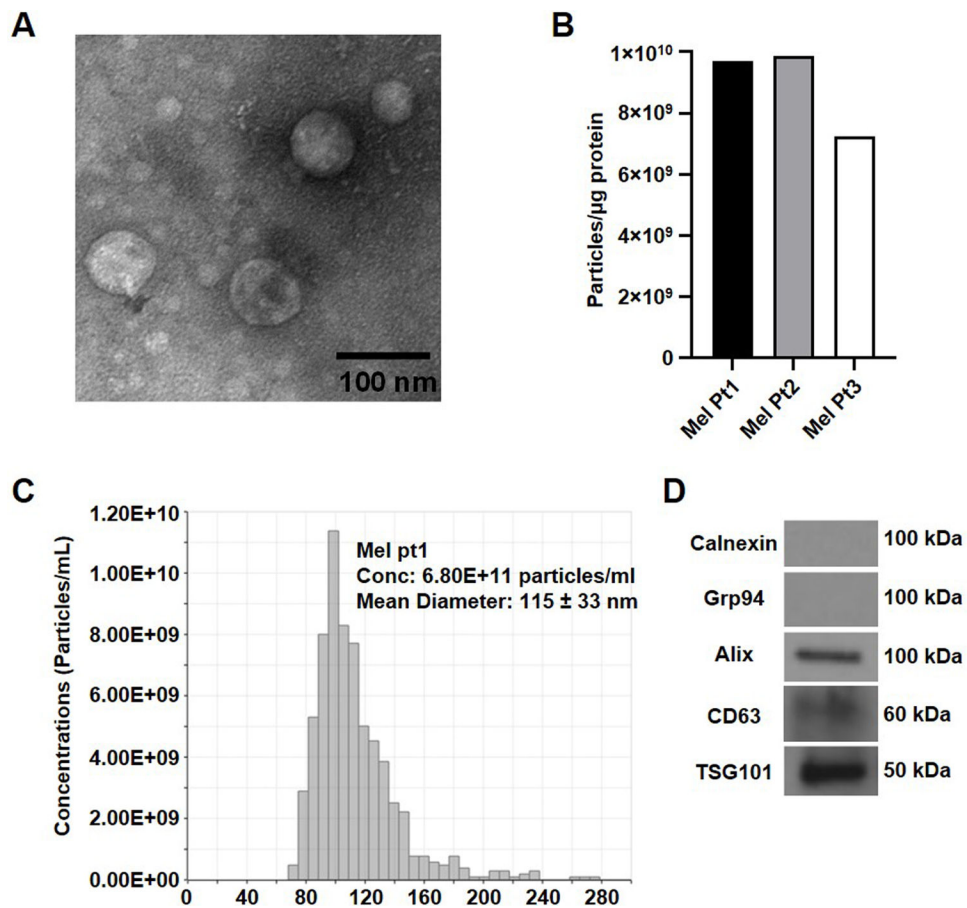 A
100 nm
B
Particles/µg protein
1×10¹⁰
8×10⁹
6×10⁹
4×10⁹
2×10⁹
0
Mel Pt1
Mel Pt2
Mel Pt3
C
Concentrations (Particles/mL)
1.20E+10
1.00E+10
8.00E+09
6.00E+09
4.00E+09
2.00E+09
0.00E+00
Mel pt1
Conc: 6.80E+11 particles/ml
Mean Diameter: 115 ± 33 nm
0 40 80 120 160 200 240 280
D
Calnexin 100 kDa
Grp94 100 kDa
Alix 100 kDa
CD63 60 kDa
TSG101 50 kDa